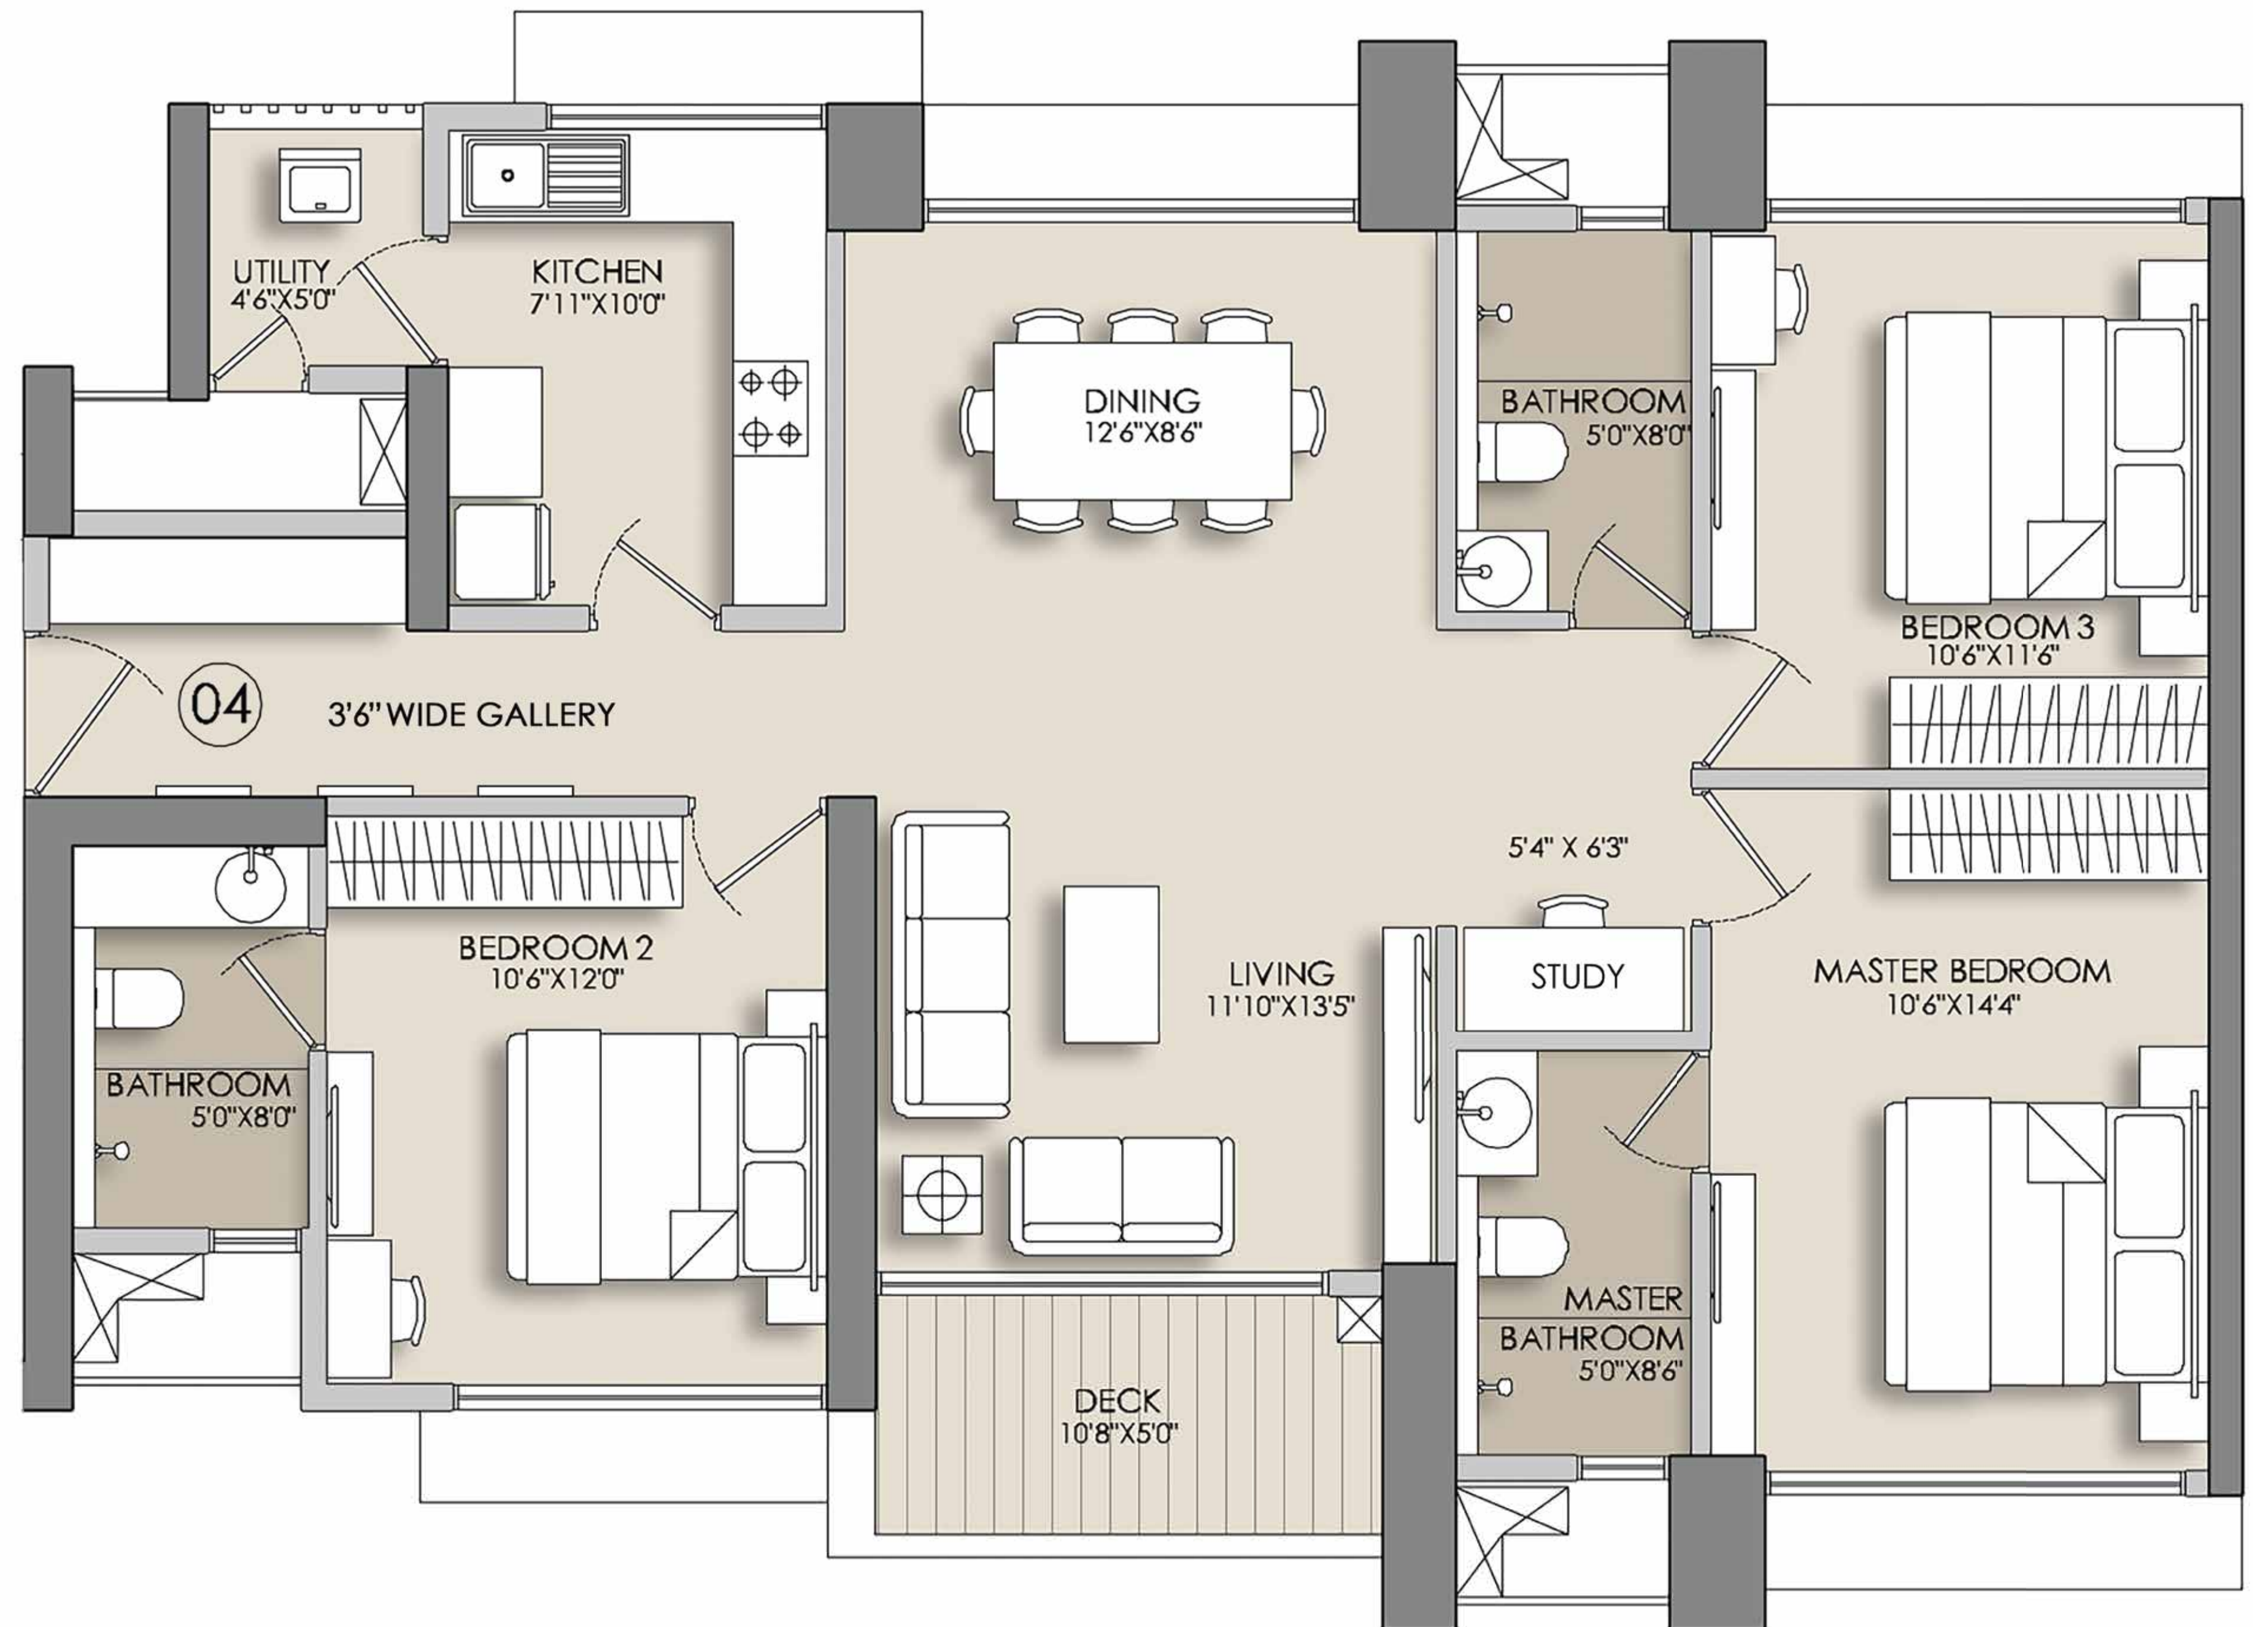 UTILITY
4'6"X5'0"
KITCHEN
7'11"X10'0"
DINING
12'6"X8'6"
BATHROOM
5'0"X8'0"
BEDROOM 3
10'6"X11'6"
04
3'6" WIDE GALLERY
5'4" X 6'3"
BEDROOM 2
10'6"X12'0"
LIVING
11'10"X13'5"
STUDY
MASTER BEDROOM
10'6"X14'4"
BATHROOM
5'0"X8'0"
MASTER
BATHROOM
5'0"X8'6"
DECK
10'8"X5'0"